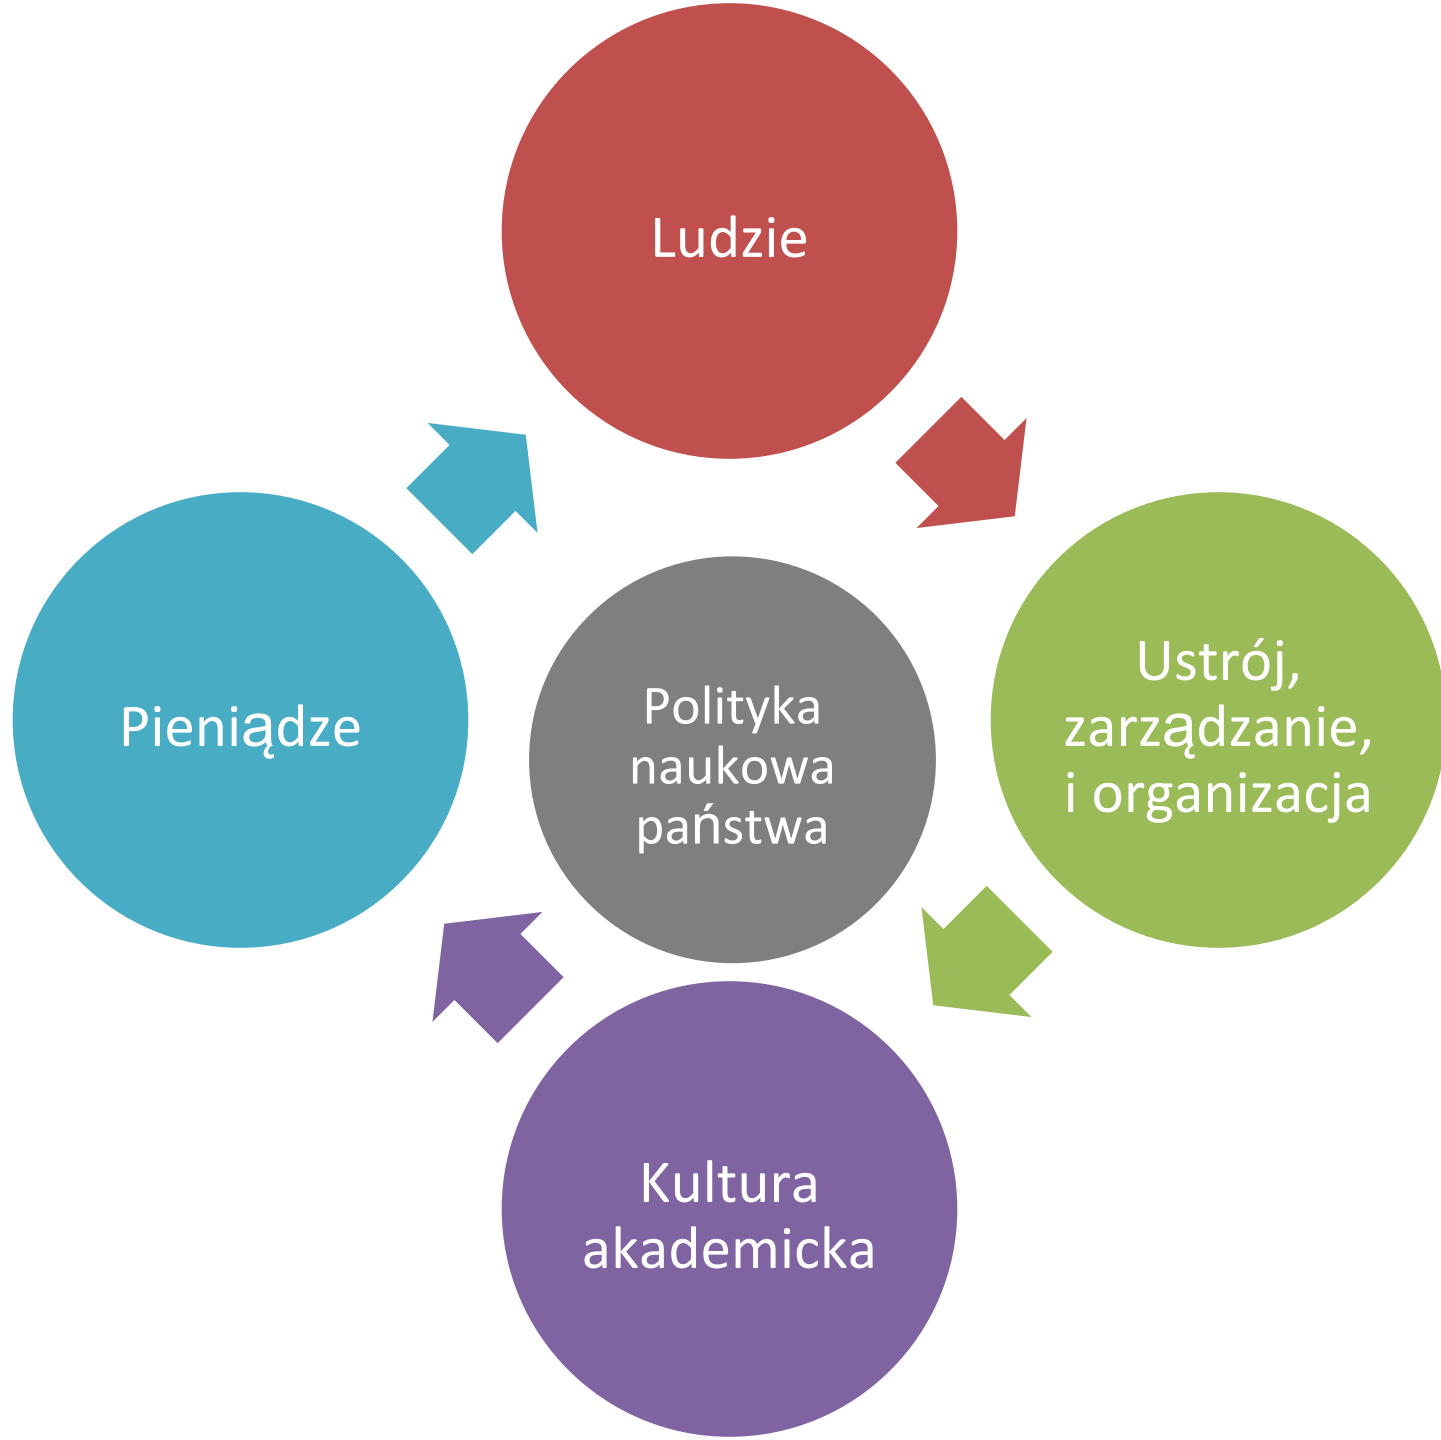 Ludzie
Ustrój,
zarządzanie,
i organizacja
Pieniądze
Polityka
naukowa
państwa
Kultura
akademicka